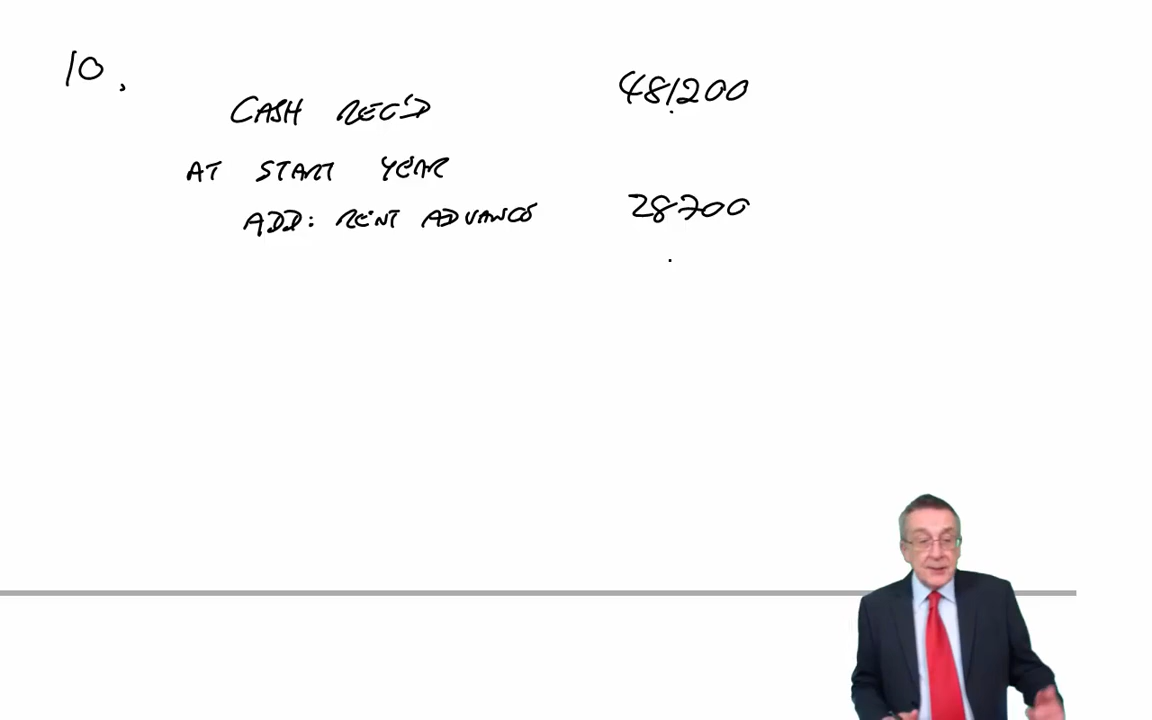 10,
CASH REC'D 481200
AT START YEAR
ADD: RENT ADVANCE 28700